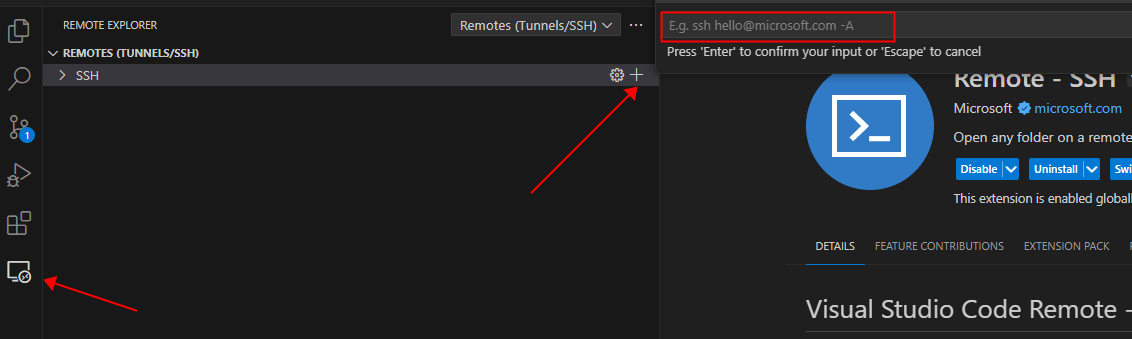 REMOTE EXPLORER
Remotes (Tunnels/SSH)
REMOTES (TUNNELS/SSH)
SSH
1
E.g. ssh hello@microsoft.com -A
Press 'Enter' to confirm your input or 'Escape' to cancel
Remote - SSH
Microsoft microsoft.com
Open any folder on a remote
Disable Uninstall Swi
This extension is enabled globall
DETAILS FEATURE CONTRIBUTIONS EXTENSION PACK
Visual Studio Code Remote -